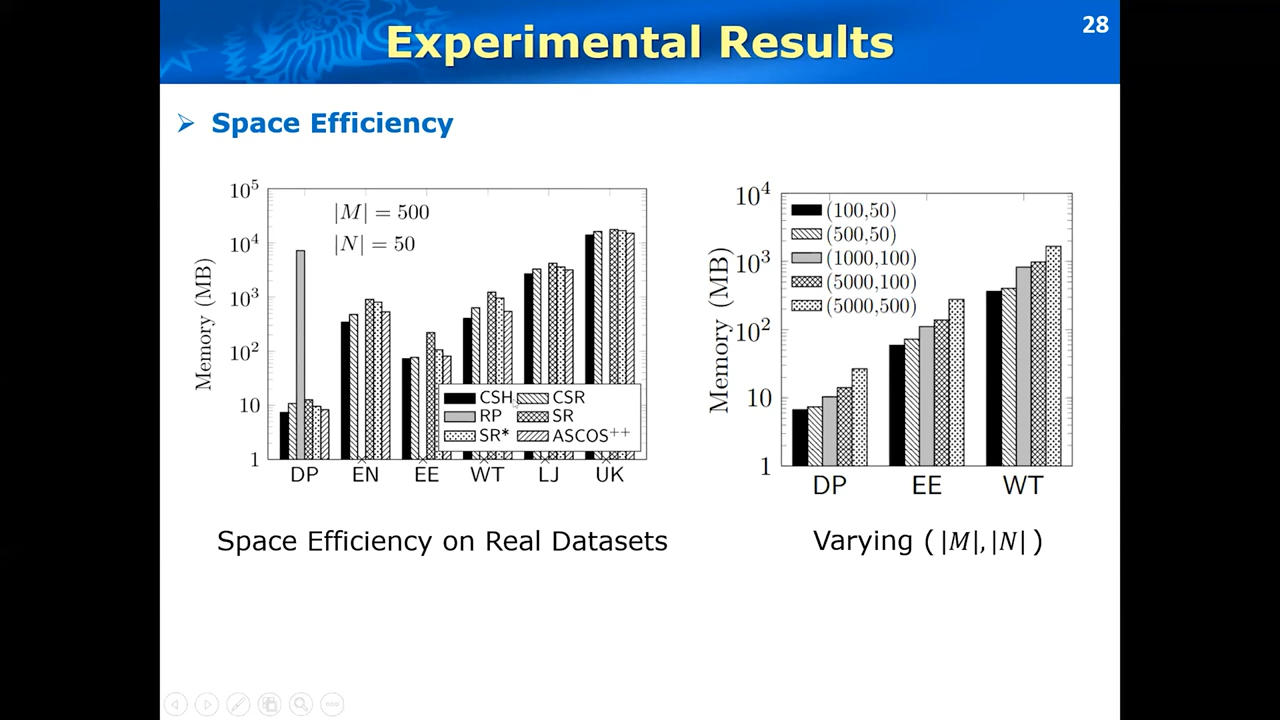 Experimental Results
28
➢ Space Efficiency
10^5
10^4
10^3
10^2
10
1
Memory (MB)
|M| = 500
|N| = 50
CSH CSR
RP SR
SR* ASCOS++
DP EN EE WT LJ UK
Space Efficiency on Real Datasets
10^4
10^3
10^2
10
1
Memory (MB)
(100,50)
(500,50)
(1000,100)
(5000,100)
(5000,500)
DP EE WT
Varying ( |M|, |N| )